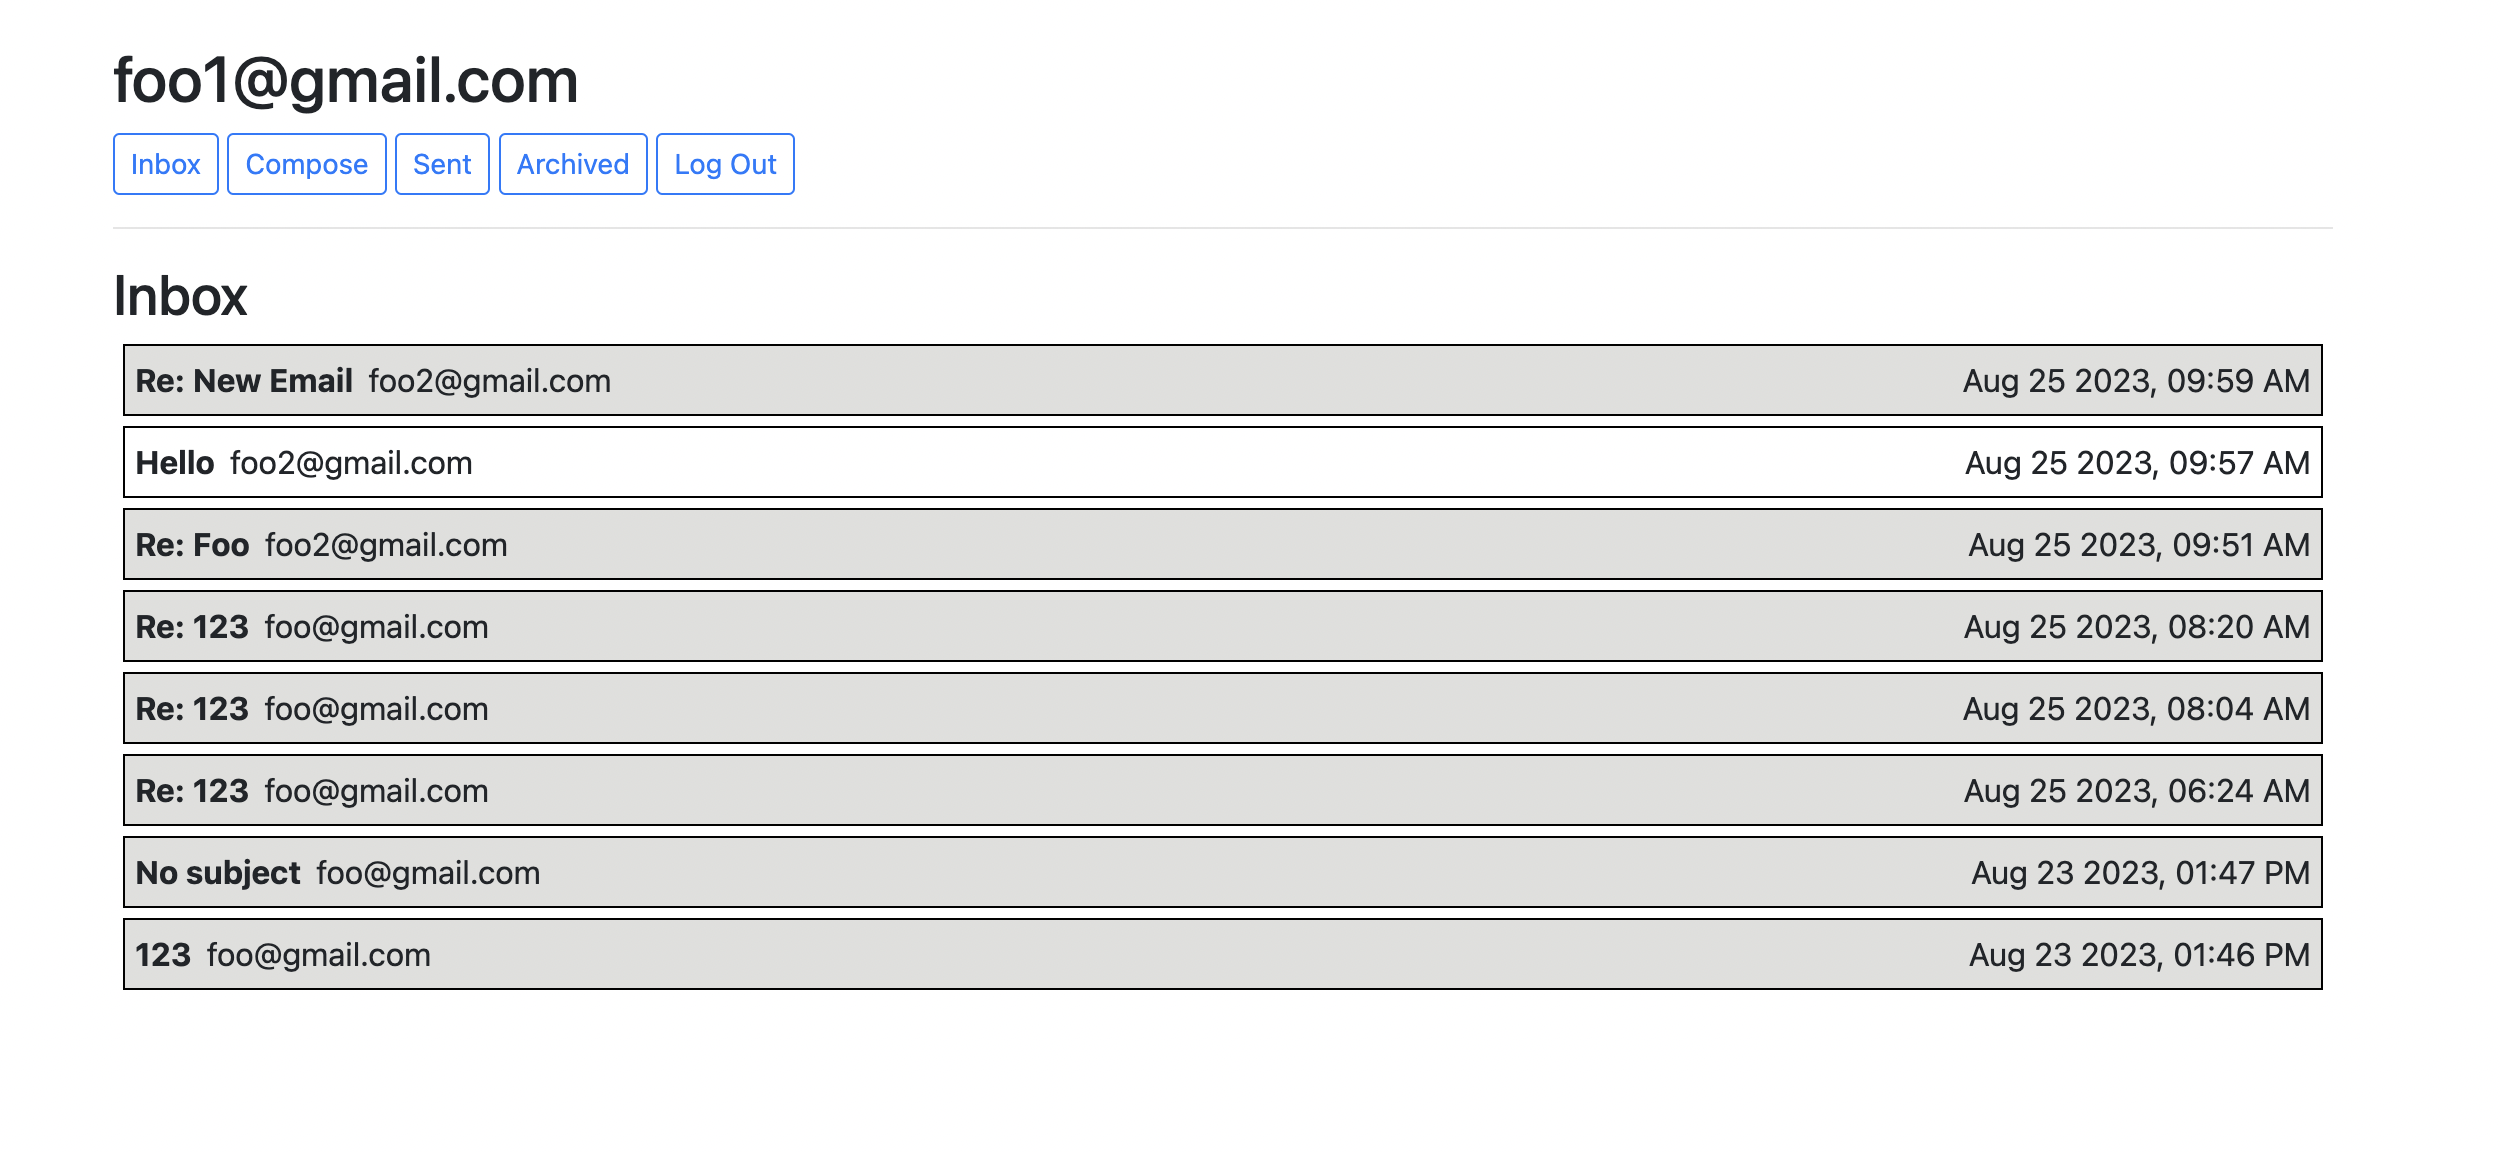 foo1@gmail.com
Inbox Compose Sent Archived Log Out
Inbox
Re: New Email foo2@gmail.com Aug 25 2023, 09:59 AM
Hello foo2@gmail.com Aug 25 2023, 09:57 AM
Re: Foo foo2@gmail.com Aug 25 2023, 09:51 AM
Re: 123 foo@gmail.com Aug 25 2023, 08:20 AM
Re: 123 foo@gmail.com Aug 25 2023, 08:04 AM
Re: 123 foo@gmail.com Aug 25 2023, 06:24 AM
No subject foo@gmail.com Aug 23 2023, 01:47 PM
123 foo@gmail.com Aug 23 2023, 01:46 PM